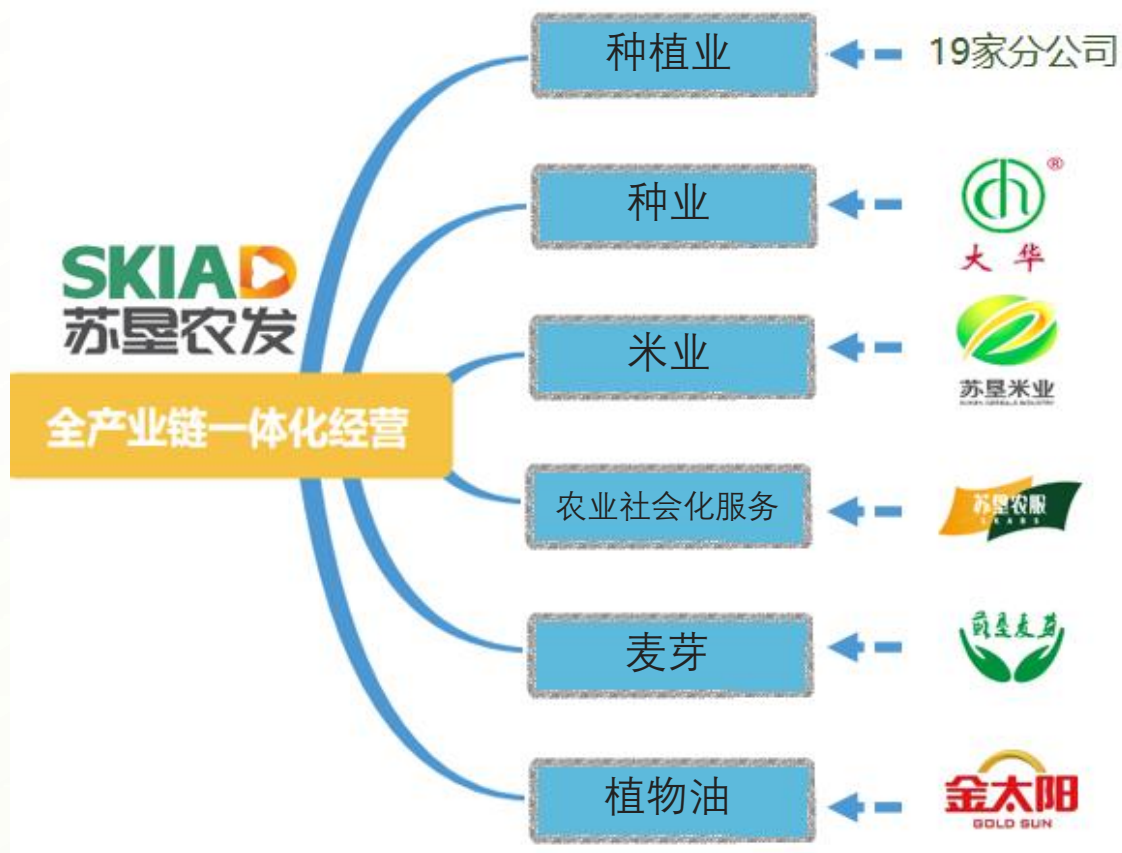 种植业
19家分公司
种业
®
大华
SKIAD
苏垦农发
米业
苏垦米业
全产业链一体化经营
农业社会化服务
苏垦农服
麦芽
苏垦麦芽
植物油
金太阳
GOLD SUN